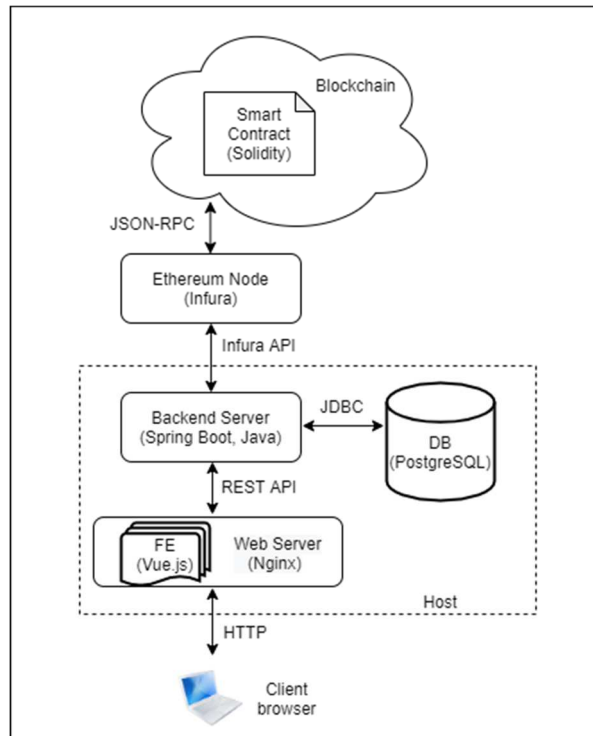 Blockchain
Smart
Contract
(Solidity)
JSON-RPC
Ethereum Node
(Infura)
Infura API
Backend Server
(Spring Boot, Java)
JDBC
DB
(PostgreSQL)
REST API
FE
(Vue.js)
Web Server
(Nginx)
Host
HTTP
Client
browser